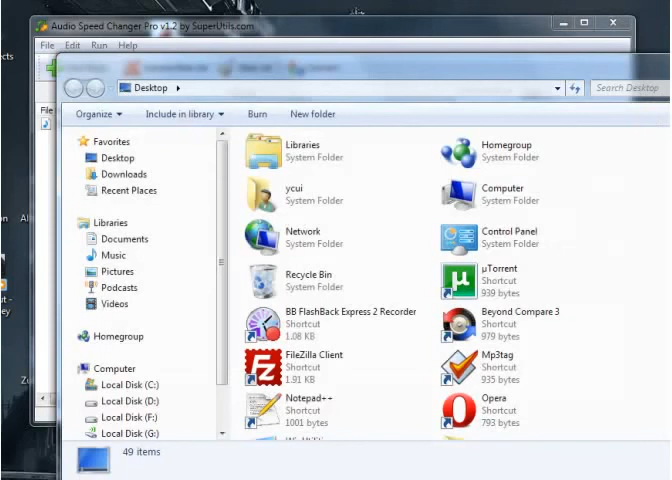 Audio Speed Changer Pro v1.2 by SuperUtils.com
File Edit Run Help
Desktop
Search Desktop
Organize Include in library Burn New folder
File
Favorites
Desktop
Downloads
Recent Places
Libraries
Documents
Music
Pictures
Podcasts
Videos
Homegroup
Computer
Local Disk (C:)
Local Disk (D:)
Local Disk (F:)
Local Disk (G:)
Libraries
System Folder
Homegroup
System Folder
ycui
System Folder
Computer
System Folder
Network
System Folder
Control Panel
System Folder
Recycle Bin
µTorrent
Shortcut
939 bytes
BB FlashBack Express 2 Recorder
Shortcut
1.08 KB
Beyond Compare 3
Shortcut
979 bytes
FileZilla Client
Shortcut
1.91 KB
Mp3tag
Shortcut
935 bytes
Notepad++
Shortcut
1001 bytes
Opera
Shortcut
793 bytes
49 items